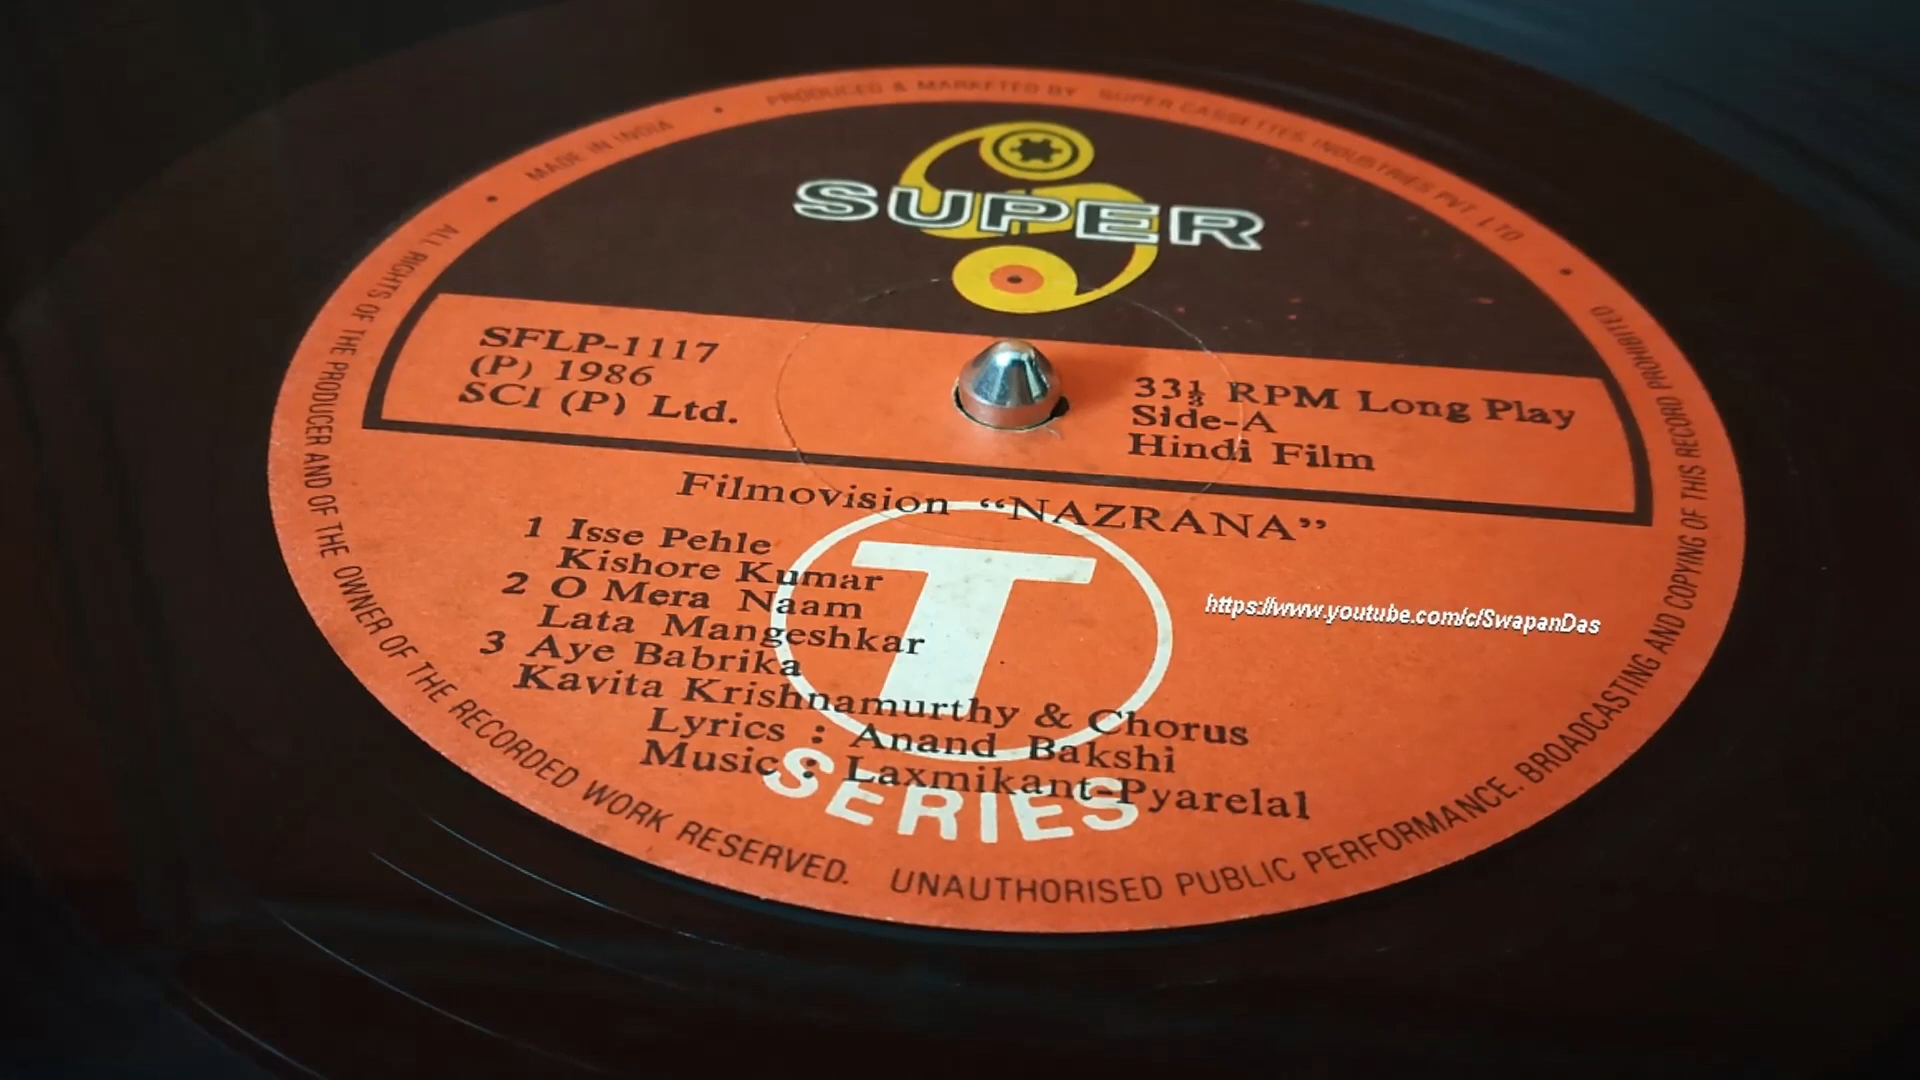 MADE IN INDIA • PRODUCED & MARKETED BY SUPER CASSETTES INDUSTRIES PVT. LTD •
SUPER
SFLP-1117
(P) 1986
SCI (P) Ltd.
33⅓ RPM Long Play
Side-A
Hindi Film
Filmovision “NAZRANA”
1 Isse Pehle
Kishore Kumar
2 O Mera Naam
Lata Mangeshkar
3 Aye Babrika
Kavita Krishnamurthy & Chorus
Lyrics : Anand Bakshi
Music : Laxmikant-Pyarelal
T
SERIES
https://www.youtube.com/c/SwapanDas
• ALL RIGHTS OF THE PRODUCER AND OF THE OWNER OF THE RECORDED WORK RESERVED. UNAUTHORISED PUBLIC PERFORMANCE. BROADCASTING AND COPYING OF THIS RECORD PROHIBITED